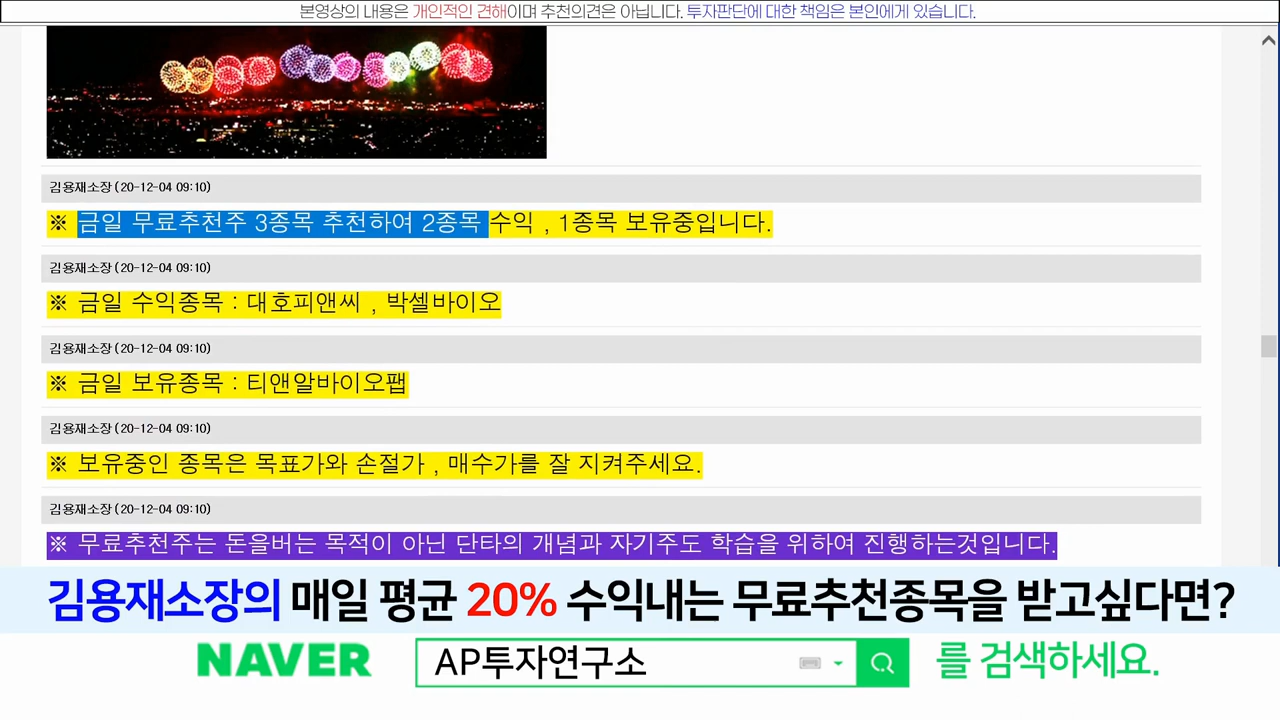 본영상의 내용은 개인적인 견해이며 추천의견은 아닙니다. 투자판단에 대한 책임은 본인에게 있습니다.
김용재소장 (20-12-04 09:10)
※ 금일 무료추천주 3종목 추천하여 2종목 수익 , 1종목 보유중입니다.
김용재소장 (20-12-04 09:10)
※ 금일 수익종목 : 대호피앤씨 , 박셀바이오
김용재소장 (20-12-04 09:10)
※ 금일 보유종목 : 티앤알바이오팹
김용재소장 (20-12-04 09:10)
※ 보유중인 종목은 목표가와 손절가 , 매수가를 잘 지켜주세요.
김용재소장 (20-12-04 09:10)
※ 무료추천주는 돈을버는 목적이 아닌 단타의 개념과 자기주도 학습을 위하여 진행하는것입니다.
김용재소장의 매일 평균 20% 수익내는 무료추천종목을 받고싶다면?
NAVER AP투자연구소 를 검색하세요.